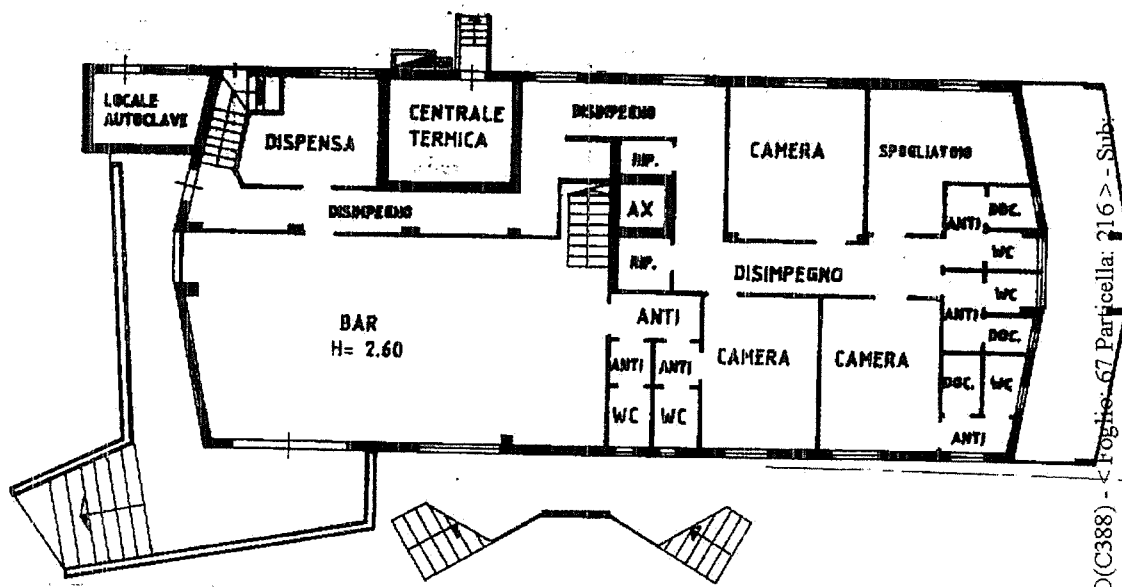 LOCALE
AUTOCLAVE
DISPENSA
CENTRALE
TERMICA
DISIMPEGNO
RIP.
AX
RIP.
CAMERA
SPOGLIATOIO
ANTI
DOC.
WC
DISIMPEGNO
DISIMPEGNO
WC
ANTI
DOC.
BAR
H= 2.60
ANTI
ANTI
ANTI
WC
WC
CAMERA
CAMERA
DOC.
WC
ANTI
(C388) - < Foglio: 67 Particella: 216 > - Sub: